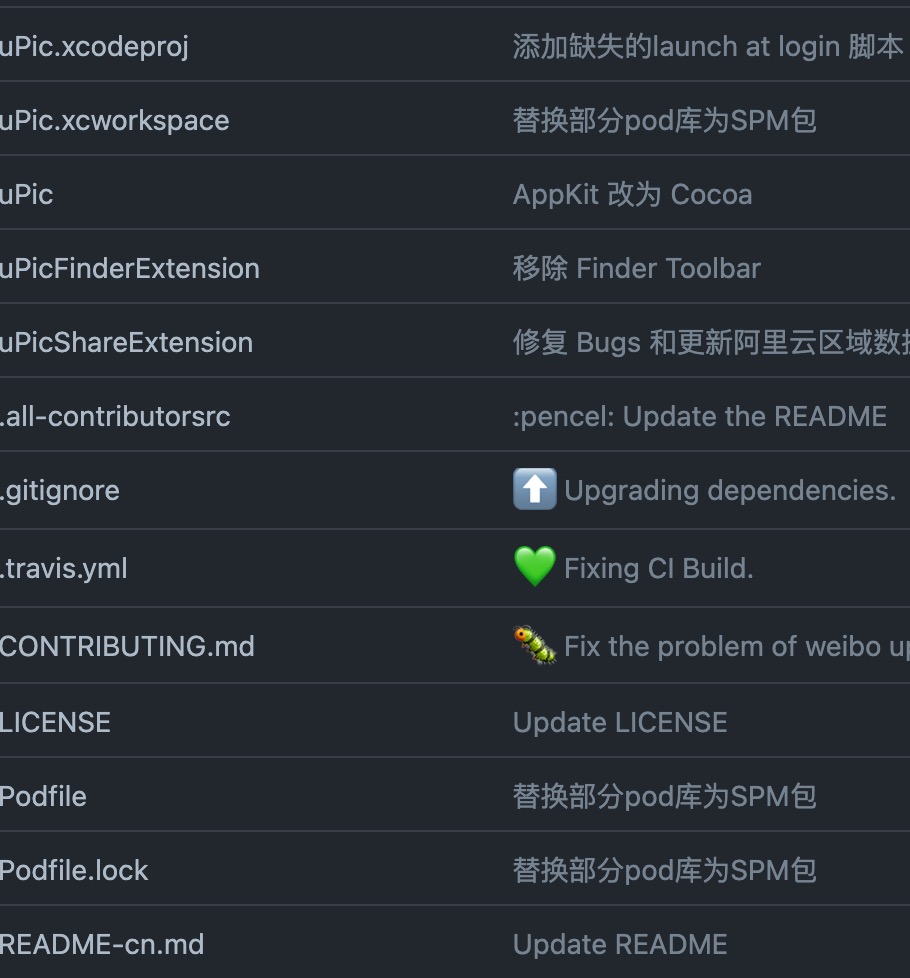 uPic.xcodeproj 添加缺失的launch at login 脚本
uPic.xcworkspace 替换部分pod库为SPM包
uPic AppKit 改为 Cocoa
uPicFinderExtension 移除 Finder Toolbar
uPicShareExtension 修复 Bugs 和更新阿里云区域数据
.all-contributorsrc :pencel: Update the README
.gitignore ⬆️ Upgrading dependencies.
.travis.yml 💚 Fixing CI Build.
CONTRIBUTING.md 🐛 Fix the problem of weibo up
LICENSE Update LICENSE
Podfile 替换部分pod库为SPM包
Podfile.lock 替换部分pod库为SPM包
README-cn.md Update README